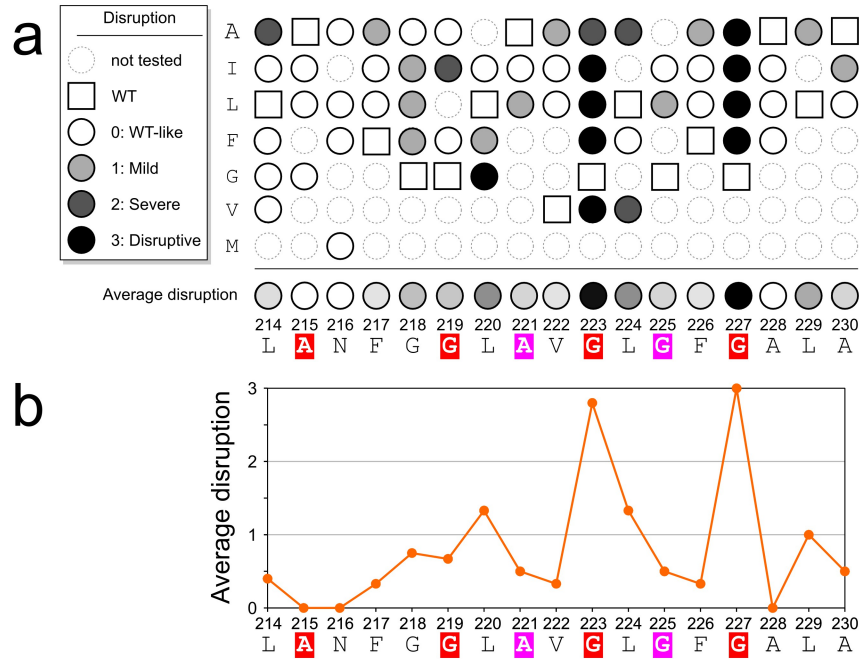 a
Disruption
not tested
WT
0: WT-like
1: Mild
2: Severe
3: Disruptive
A
I
L
F
G
V
M
Average disruption
214 215 216 217 218 219 220 221 222 223 224 225 226 227 228 229 230
L A N F G G L A V G L G F G A L A
b
Average disruption
3
2
1
0
214 215 216 217 218 219 220 221 222 223 224 225 226 227 228 229 230
L A N F G G L A V G L G F G A L A